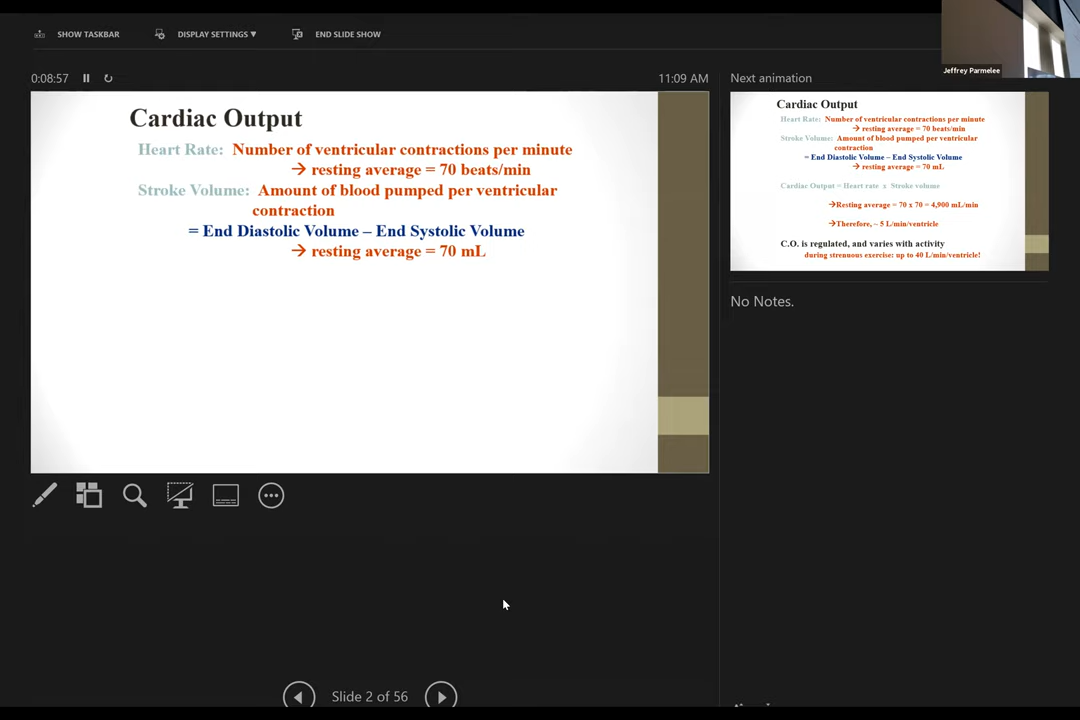 SHOW TASKBAR
DISPLAY SETTINGS ▼
END SLIDE SHOW
Jeffrey Parmelee
0:08:57
11:09 AM
Cardiac Output
Heart Rate: Number of ventricular contractions per minute
→ resting average = 70 beats/min
Stroke Volume: Amount of blood pumped per ventricular
contraction
= End Diastolic Volume – End Systolic Volume
→ resting average = 70 mL
Slide 2 of 56
Next animation
Cardiac Output
Heart Rate: Number of ventricular contractions per minute
→ resting average = 70 beats/min
Stroke Volume: Amount of blood pumped per ventricular
contraction
= End Diastolic Volume – End Systolic Volume
→ resting average = 70 mL
Cardiac Output = Heart rate x Stroke volume
→Resting average = 70 x 70 = 4,900 mL/min
→Therefore, ~ 5 L/min/ventricle
C.O. is regulated, and varies with activity
during strenuous exercise: up to 40 L/min/ventricle!
No Notes.